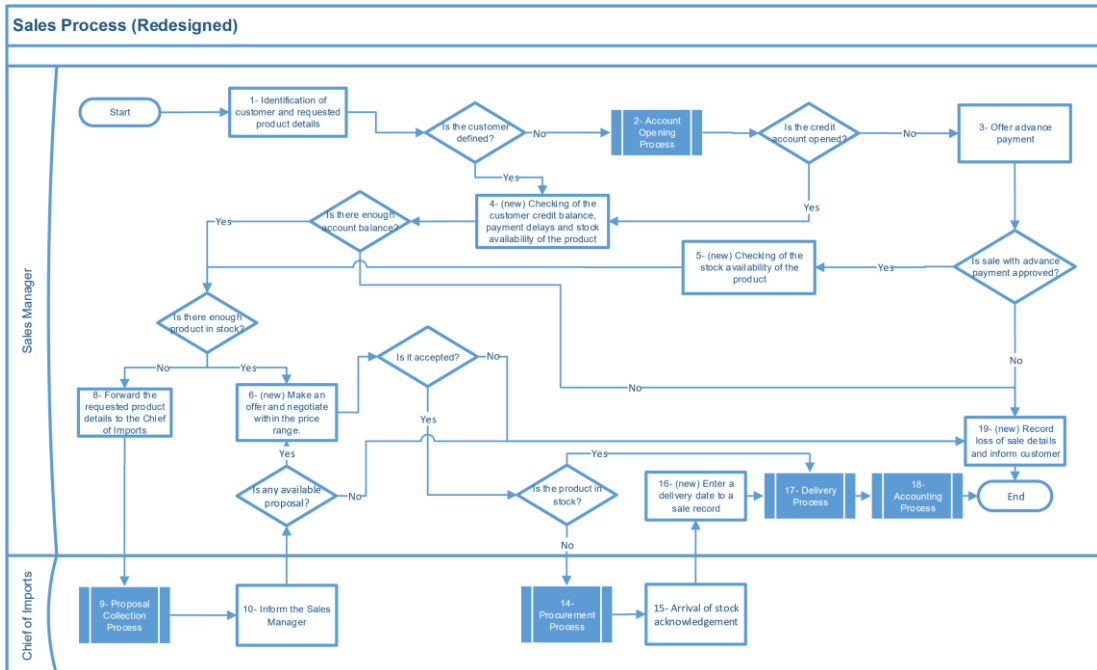 Sales Process (Redesigned)
Sales Manager
Start
1- Identification of
customer and requested
product details
Is the customer
defined?
No
2- Account
Opening
Process
Is the credit
account opened?
No
3- Offer advance
payment
Yes
Yes
Is there enough
account balance?
Yes
4- (new) Checking of the
customer credit balance,
payment delays and stock
availability of the product
5- (new) Checking of the
stock availability of the
product
Yes
Is sale with advance
payment approved?
Is there enough
product in stock?
No
Yes
Is it accepted?
No
No
No
8- Forward the
requested product
details to the Chief
of Imports
6- (new) Make an
offer and negotiate
within the price
range.
Yes
19- (new) Record
loss of sale details
and inform customer
Yes
Is any available
proposal?
No
Yes
Is the product in
stock?
16- (new) Enter a
delivery date to a
sale record
17- Delivery
Process
18-
Accounting
Process
End
No
Chief of Imports
9- Proposal
Collection
Process
10- Inform the Sales
Manager
14-
Procurement
Process
15- Arrival of stock
acknowledgement